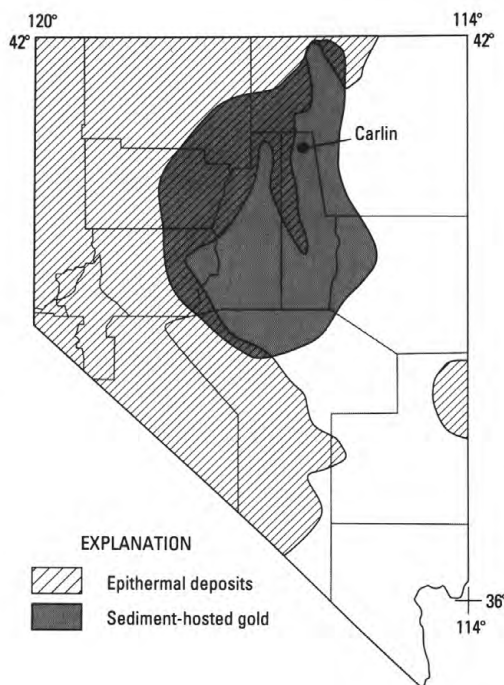 120°
114°
42°
42°
Carlin
EXPLANATION
Epithermal deposits
Sediment-hosted gold
36°
114°